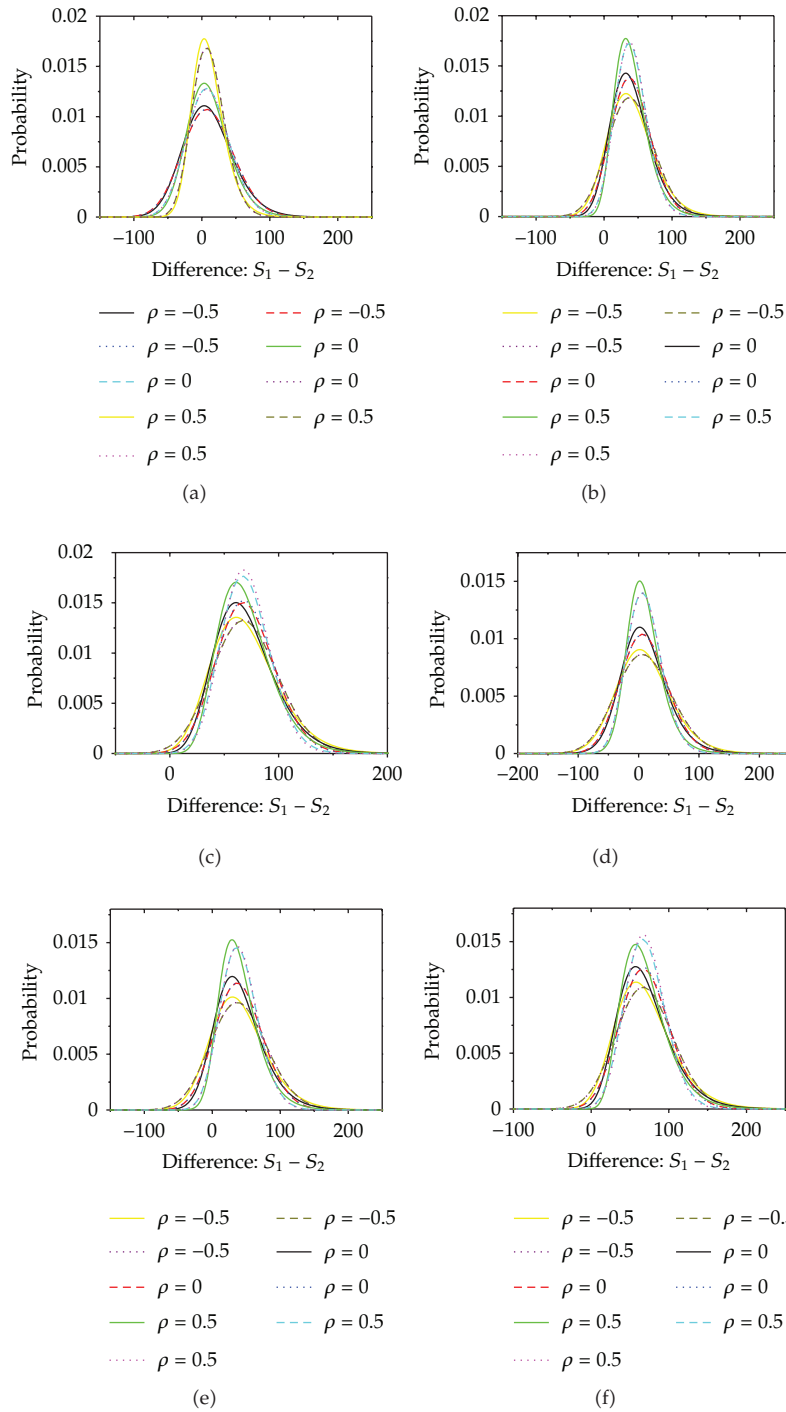 0.02
0.015
0.01
0.005
0
−100 0 100 200
Probability
Difference: S₁ − S₂
ρ = −0.5 ρ = −0.5
ρ = −0.5 ρ = 0
ρ = 0 ρ = 0
ρ = 0.5 ρ = 0.5
ρ = 0.5
(a)
0.02
0.015
0.01
0.005
0
−100 0 100 200
Probability
Difference: S₁ − S₂
ρ = −0.5 ρ = −0.5
ρ = −0.5 ρ = 0
ρ = 0 ρ = 0
ρ = 0.5 ρ = 0.5
ρ = 0.5
(b)
0.02
0.015
0.01
0.005
0
0 100 200
Probability
Difference: S₁ − S₂
(c)
0.015
0.01
0.005
0
−200 −100 0 100 200
Probability
Difference: S₁ − S₂
(d)
0.015
0.01
0.005
0
−100 0 100 200
Probability
Difference: S₁ − S₂
ρ = −0.5 ρ = −0.5
ρ = −0.5 ρ = 0
ρ = 0 ρ = 0
ρ = 0.5 ρ = 0.5
ρ = 0.5
(e)
0.015
0.01
0.005
0
−100 0 100 200
Probability
Difference: S₁ − S₂
ρ = −0.5 ρ = −0.5
ρ = −0.5 ρ = 0
ρ = 0 ρ = 0
ρ = 0.5 ρ = 0.5
ρ = 0.5
(f)